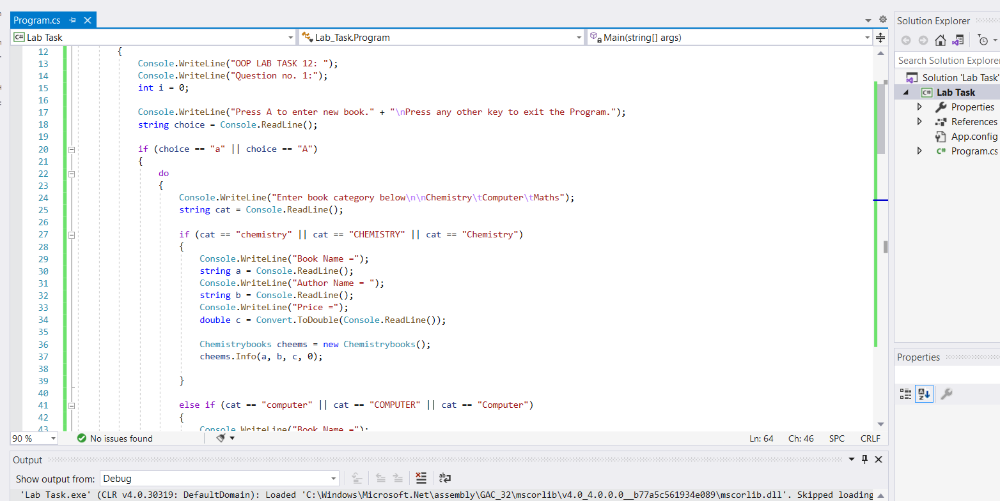 Program.cs
Lab Task
Lab_Task.Program
Main(string[] args)
12 {
13 Console.WriteLine("OOP LAB TASK 12: ");
14 Console.WriteLine("Question no. 1:");
15 int i = 0;
16
17 Console.WriteLine("Press A to enter new book." + "\nPress any other key to exit the Program.");
18 string choice = Console.ReadLine();
19
20 if (choice == "a" || choice == "A")
21 {
22 do
23 {
24 Console.WriteLine("Enter book category below\n\nChemistry\tComputer\tMaths");
25 string cat = Console.ReadLine();
26
27 if (cat == "chemistry" || cat == "CHEMISTRY" || cat == "Chemistry")
28 {
29 Console.WriteLine("Book Name =");
30 string a = Console.ReadLine();
31 Console.WriteLine("Author Name = ");
32 string b = Console.ReadLine();
33 Console.WriteLine("Price =");
34 double c = Convert.ToDouble(Console.ReadLine());
35
36 Chemistrybooks cheems = new Chemistrybooks();
37 cheems.Info(a, b, c, 0);
38
39 }
40
41 else if (cat == "computer" || cat == "COMPUTER" || cat == "Computer")
42 {
43 Console.WriteLine("Book Name =");
90 %
No issues found
Ln: 64 Ch: 46 SPC CRLF
Output
Show output from: Debug
'Lab Task.exe' (CLR v4.0.30319: DefaultDomain): Loaded 'C:\Windows\Microsoft.Net\assembly\GAC_32\mscorlib\v4.0_4.0.0.0__b77a5c561934e089\mscorlib.dll'. Skipped loading
Solution Explorer
Search Solution Explorer
Solution 'Lab Task'
C# Lab Task
Properties
References
App.config
C# Program.cs
Properties